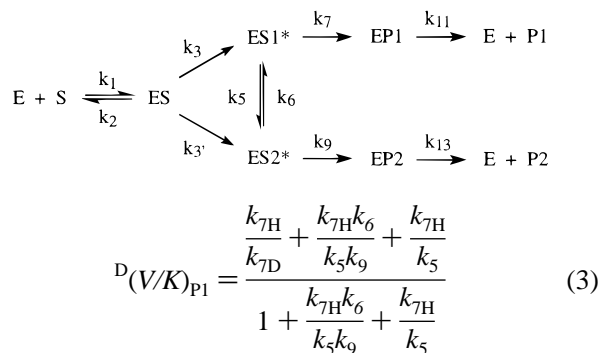 ES1* k₇ EP1 k₁₁ E + P1
k₃
E + S k₁ k₂ ES k₅ k₆
k₃'
ES2* k₉ EP2 k₁₃ E + P2
ᴰ(V/K)P1 = (k7H/k7D + k7Hk6/k5k9 + k7H/k5) / (1 + k7Hk6/k5k9 + k7H/k5) (3)